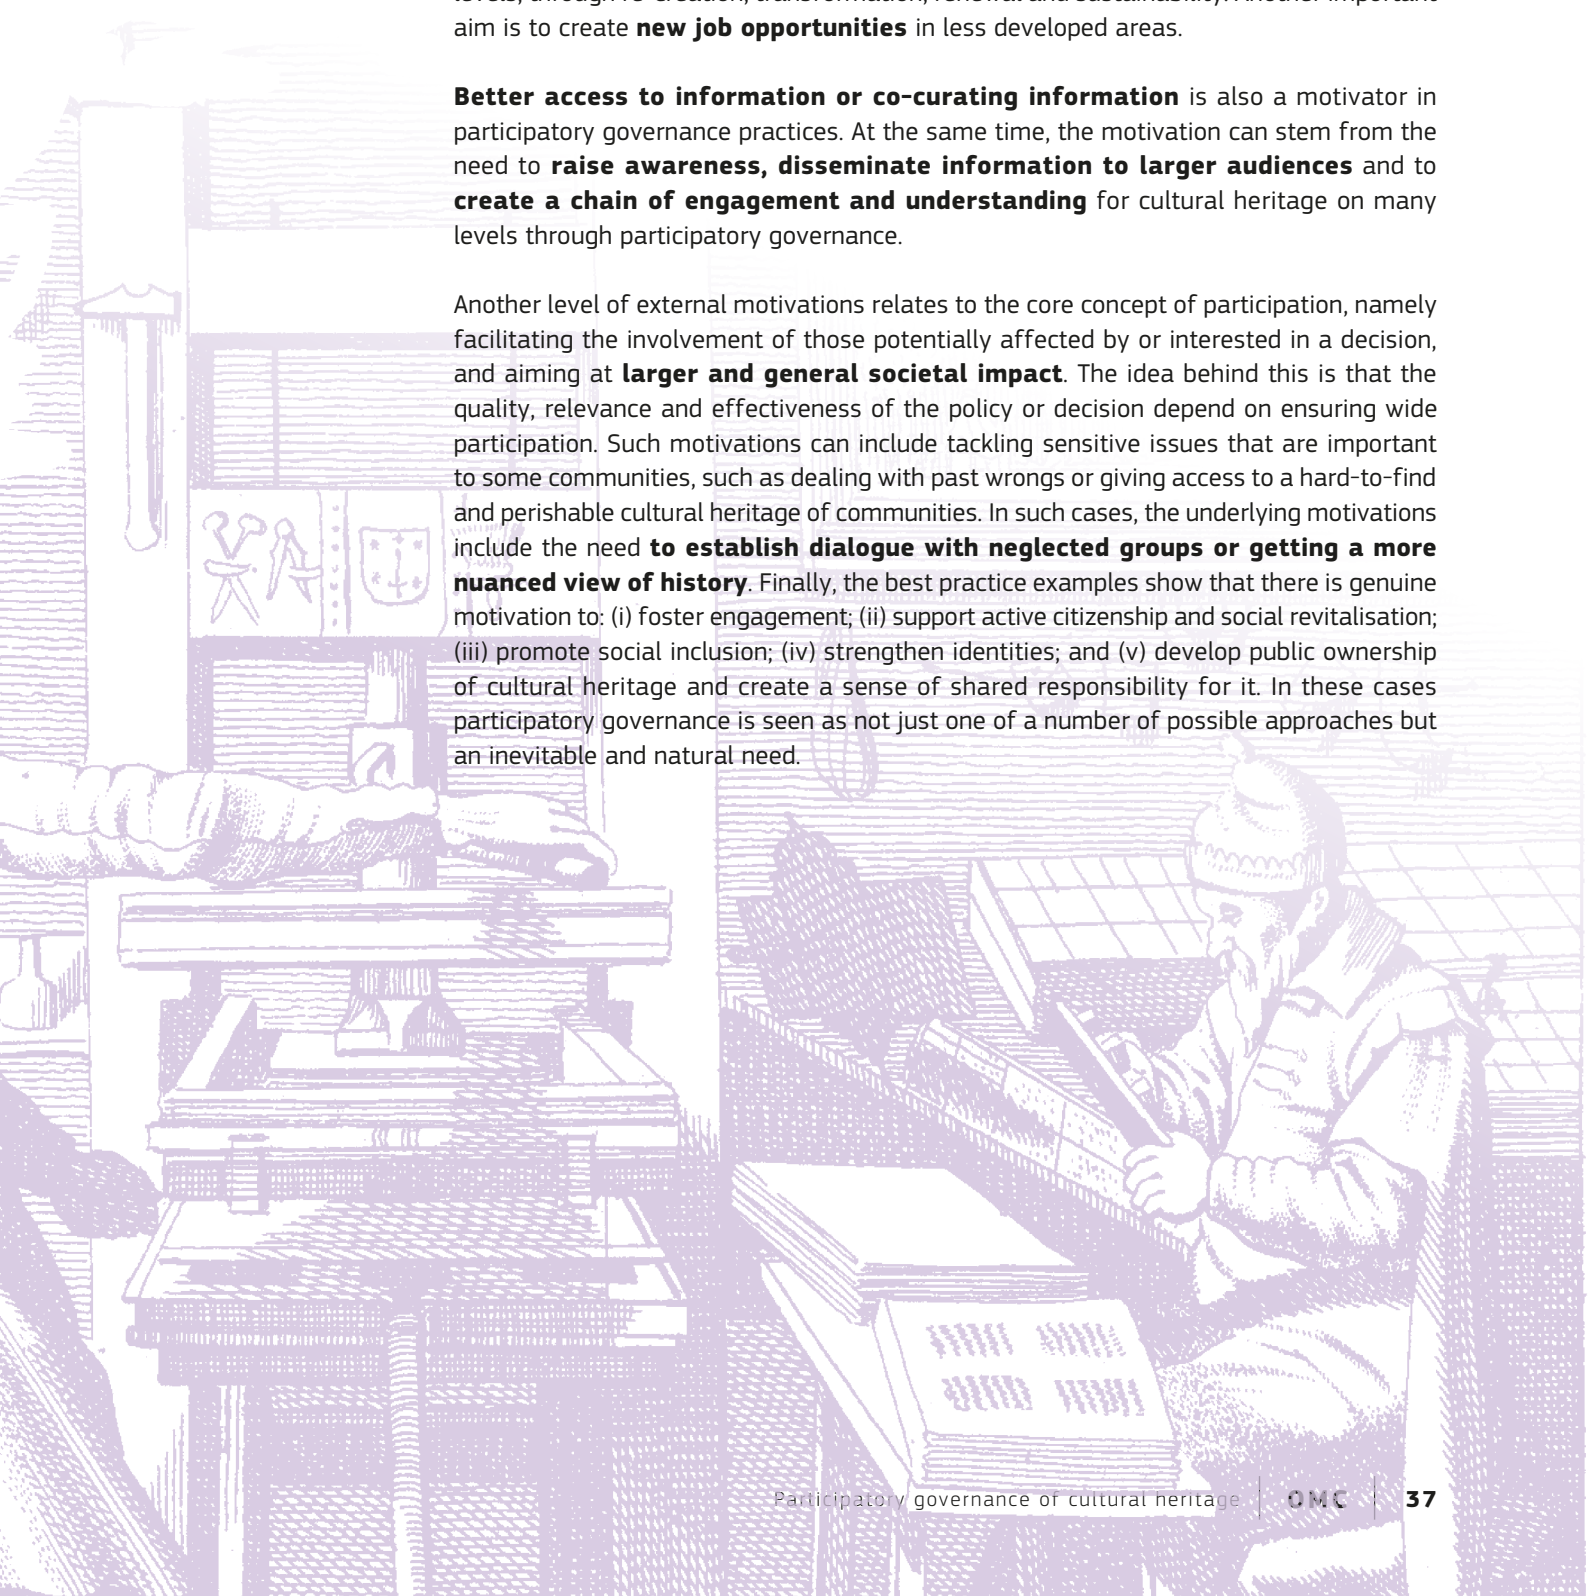 levels, through re-creation, transformation, renewal and sustainability. Another important
aim is to create new job opportunities in less developed areas.
Better access to information or co-curating information is also a motivator in
participatory governance practices. At the same time, the motivation can stem from the
need to raise awareness, disseminate information to larger audiences and to
create a chain of engagement and understanding for cultural heritage on many
levels through participatory governance.
Another level of external motivations relates to the core concept of participation, namely
facilitating the involvement of those potentially affected by or interested in a decision,
and aiming at larger and general societal impact. The idea behind this is that the
quality, relevance and effectiveness of the policy or decision depend on ensuring wide
participation. Such motivations can include tackling sensitive issues that are important
to some communities, such as dealing with past wrongs or giving access to a hard-to-find
and perishable cultural heritage of communities. In such cases, the underlying motivations
include the need to establish dialogue with neglected groups or getting a more
nuanced view of history. Finally, the best practice examples show that there is genuine
motivation to: (i) foster engagement; (ii) support active citizenship and social revitalisation;
(iii) promote social inclusion; (iv) strengthen identities; and (v) develop public ownership
of cultural heritage and create a sense of shared responsibility for it. In these cases
participatory governance is seen as not just one of a number of possible approaches but
an inevitable and natural need.
Participatory governance of cultural heritage OMC 37